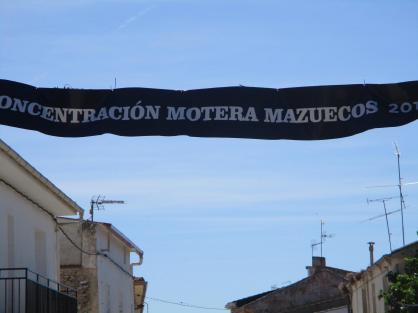 ONCENTRACIÓN MOTERA MAZUECOS 201